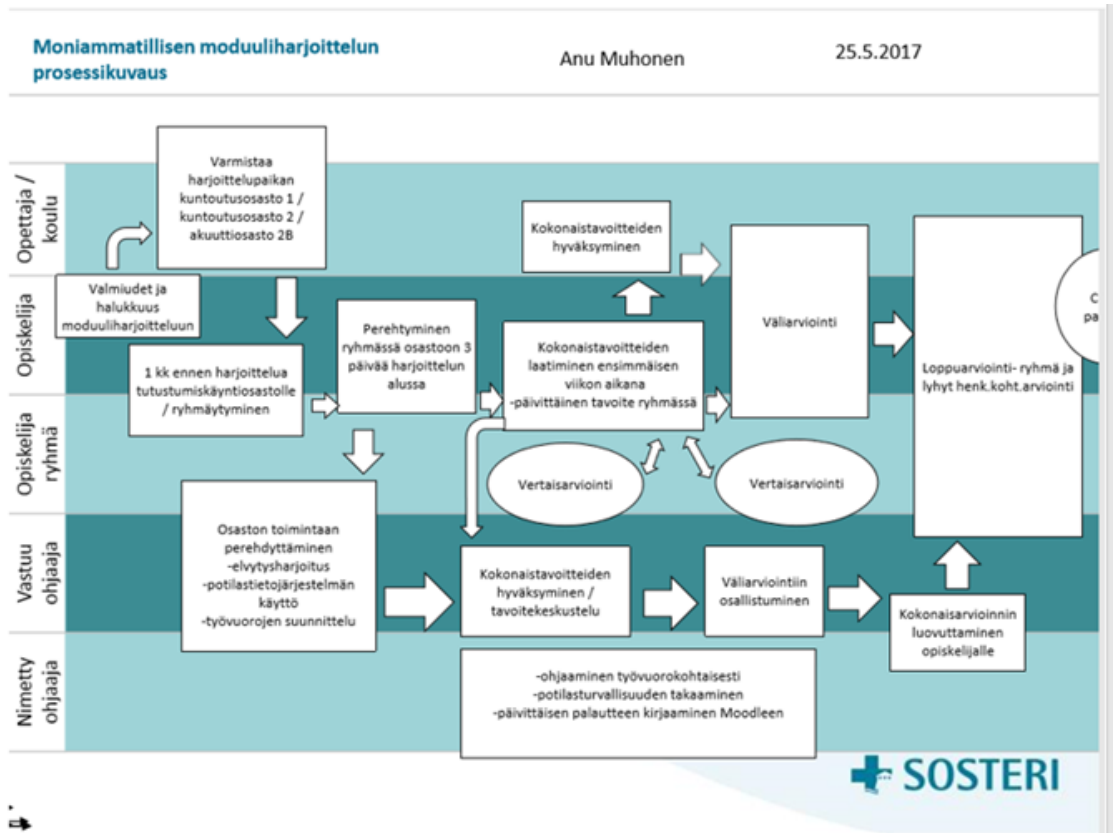 Moniammatillisen moduuliharjoittelun
prosessikuvaus
Anu Muhonen
25.5.2017
Opettaja /
koulu
Opiskelija
Opiskelija
ryhmä
Vastuu
ohjaaja
Nimetty
ohjaaja
Varmistaa
harjoittelupaikan
kuntoutusosasto 1 /
kuntoutusosasto 2 /
akuuttiosasto 2B
Valmiudet ja
halukkuus
moduuliharjoitteluun
1 kk ennen harjoittelua
tutustumiskäyntiosastolle
/ ryhmäytyminen
Perehtyminen
ryhmässä osastoon 3
päivää harjoittelun
alussa
Kokonaistavoitteiden
hyväksyminen
Kokonaistavoitteiden
laatiminen ensimmäisen
viikon aikana
-päivittäinen tavoite ryhmässä
Väliarviointi
Loppuarviointi- ryhmä ja
lyhyt henk.koht.arviointi
C
pa
Vertaisarviointi
Vertaisarviointi
Osaston toimintaan
perehdyttäminen
-elvytysharjoitus
-potilastietojärjestelmän
käyttö
-työvuorojen suunnittelu
Kokonaistavoitteiden
hyväksyminen /
tavoitekeskustelu
Väliarviointiin
osallistuminen
Kokonaisarvioinnin
luovuttaminen
opiskelijalle
-ohjaaminen työvuorokohtaisesti
-potilasturvallisuuden takaaminen
-päivittäisen palautteen kirjaaminen Moodleen
SOSTERI